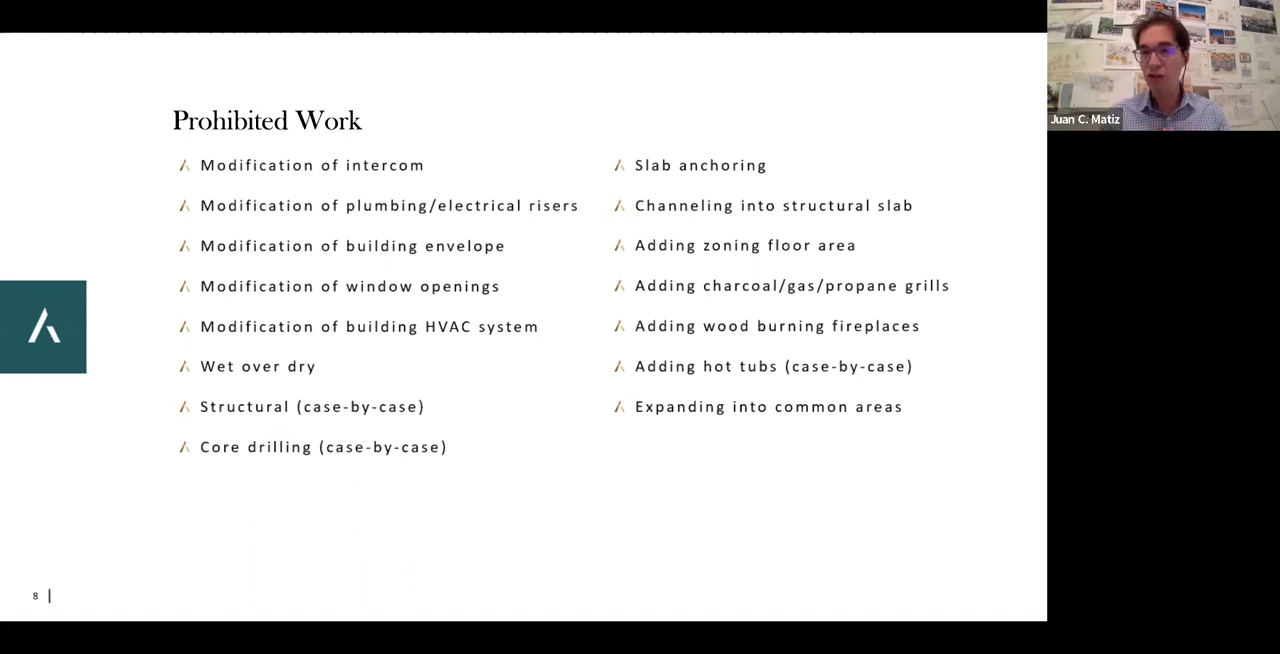 Prohibited Work
Modification of intercom
Modification of plumbing/electrical risers
Modification of building envelope
Modification of window openings
Modification of building HVAC system
Wet over dry
Structural (case-by-case)
Core drilling (case-by-case)
Slab anchoring
Channeling into structural slab
Adding zoning floor area
Adding charcoal/gas/propane grills
Adding wood burning fireplaces
Adding hot tubs (case-by-case)
Expanding into common areas
8 |
Juan C. Matiz